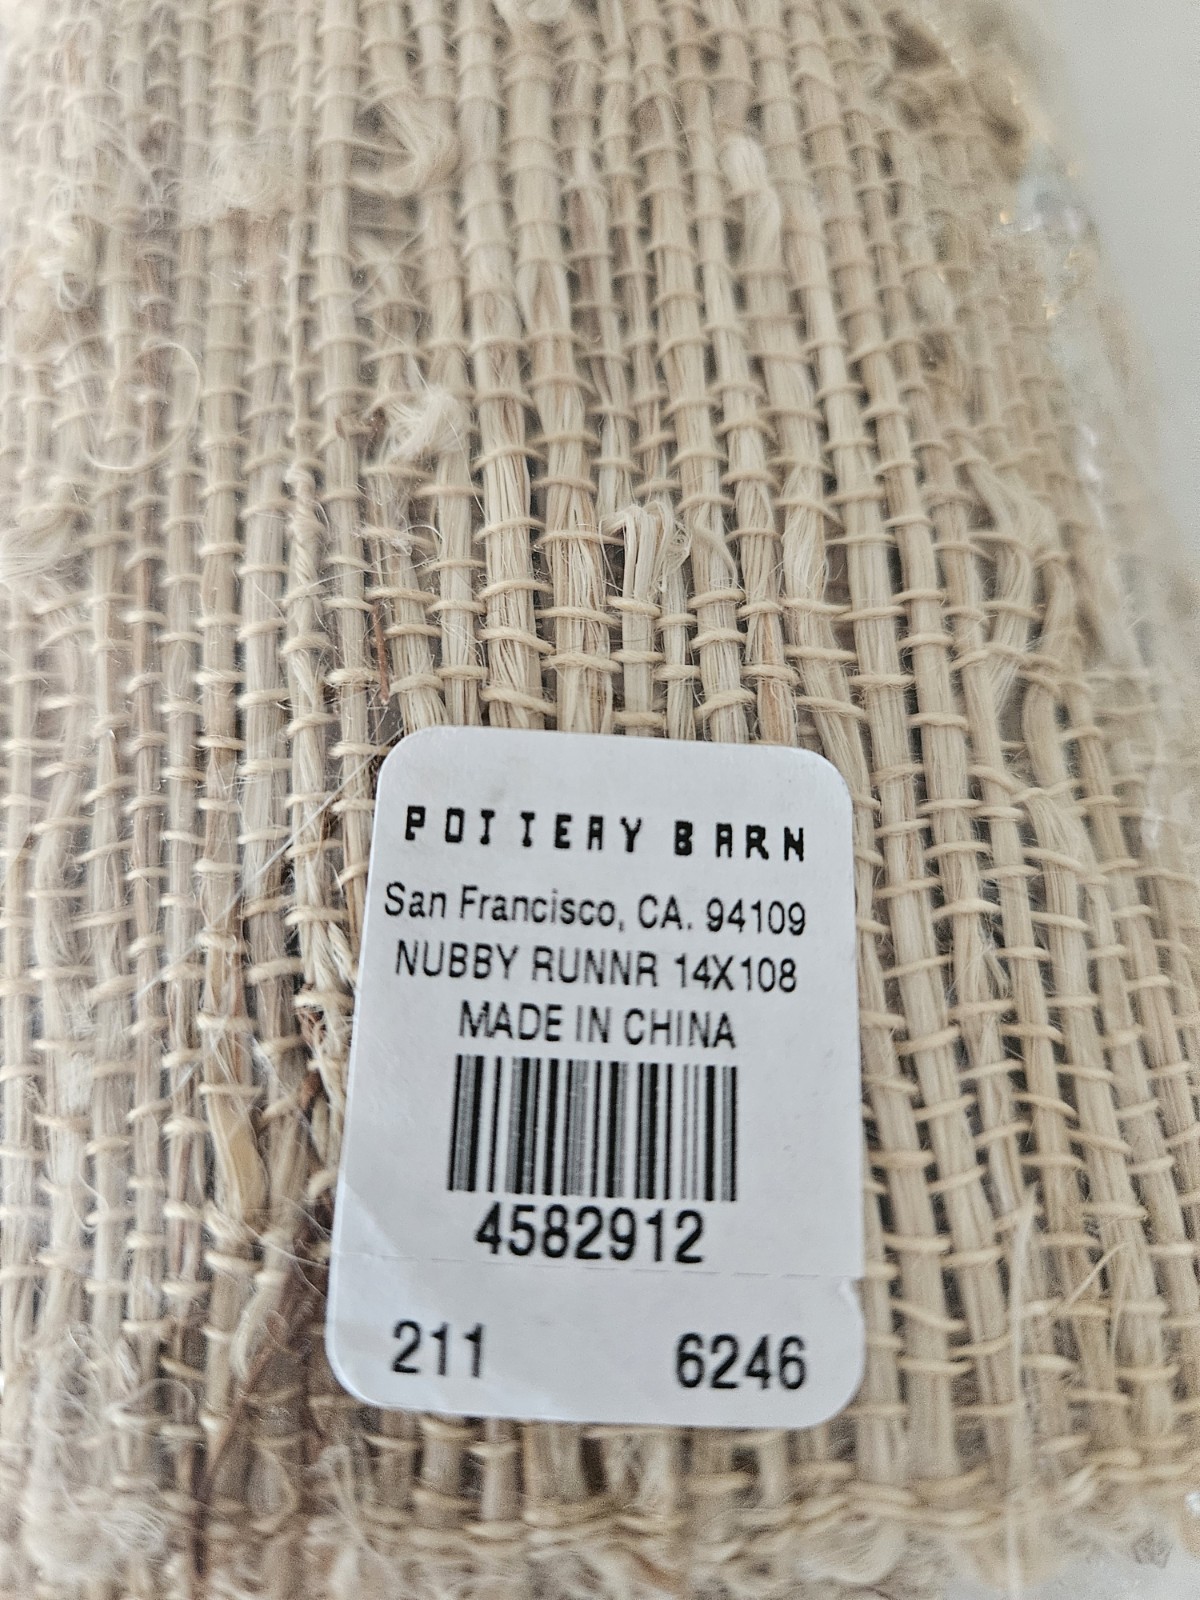 POTTERY BARN
San Francisco, CA. 94109
NUBBY RUNNR 14X108
MADE IN CHINA
4582912
211 6246